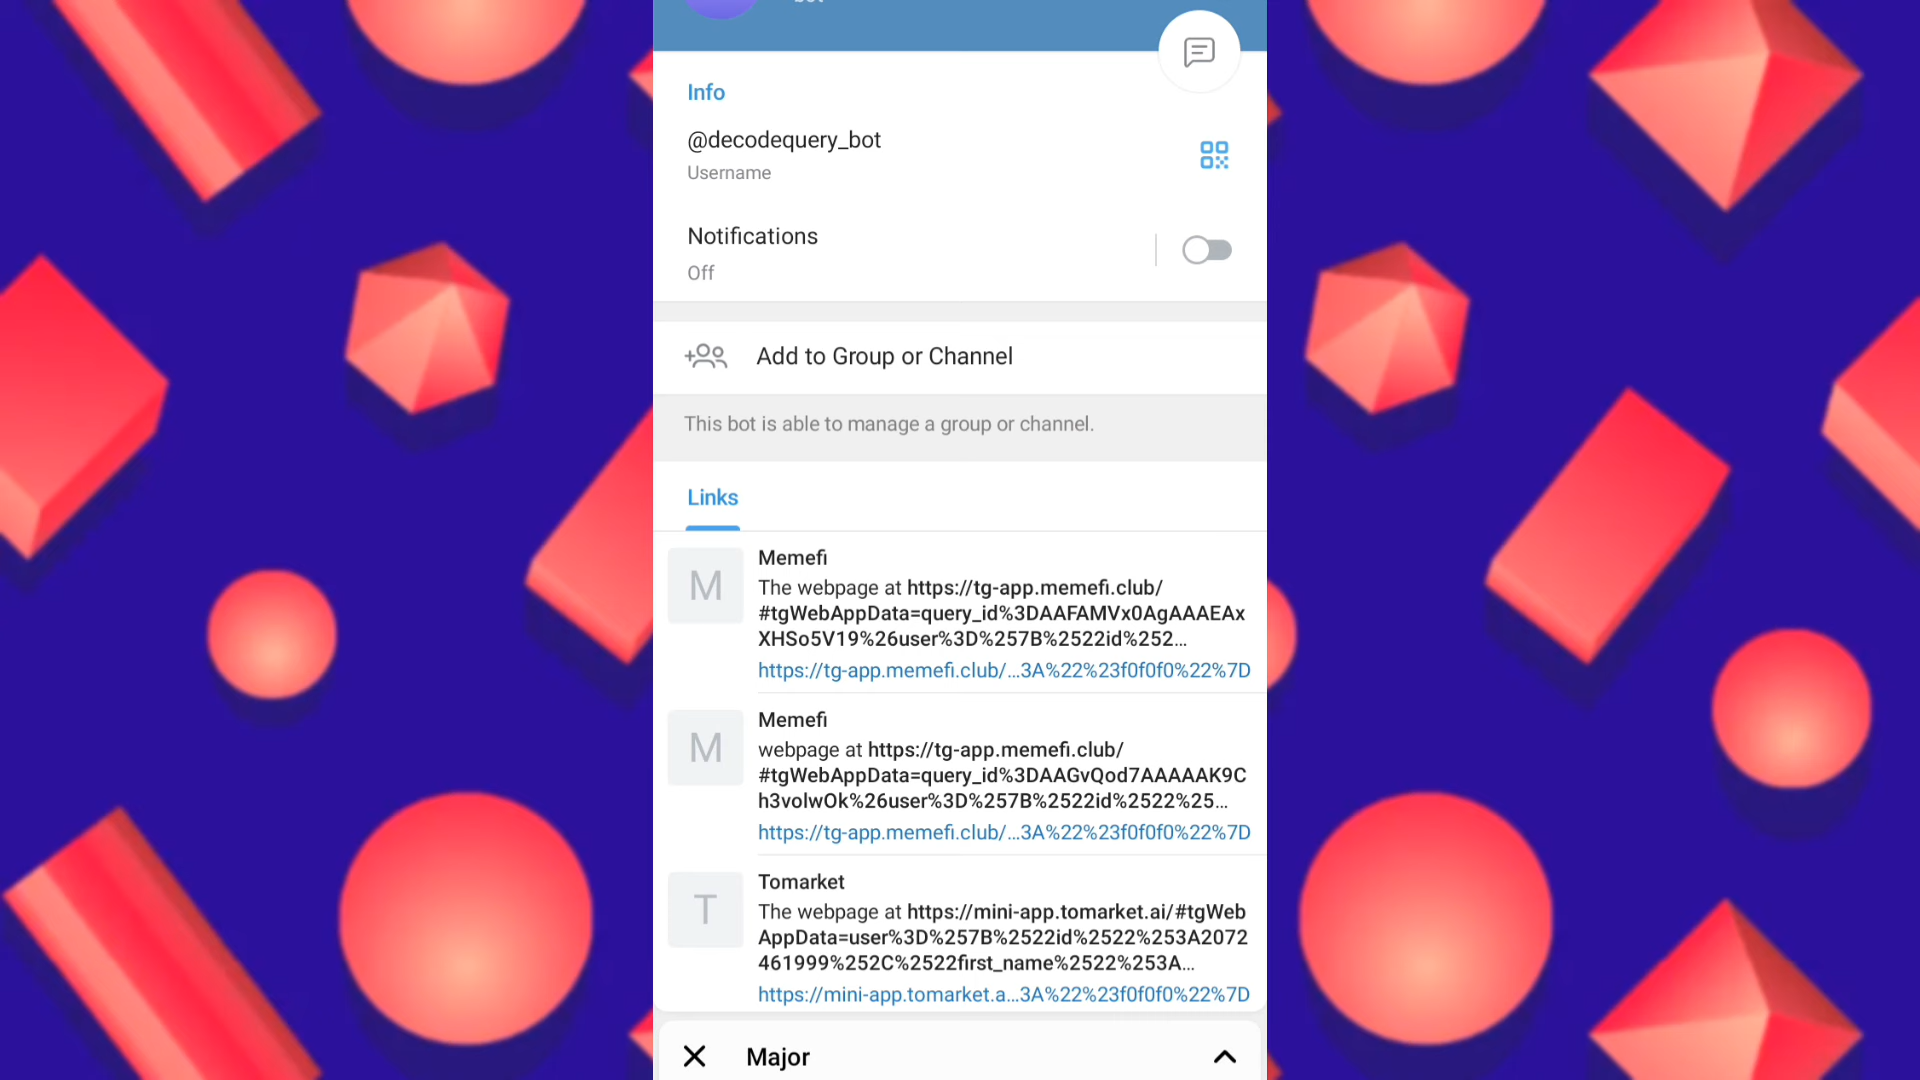 Info
@decodequery_bot
Username
Notifications
Off
Add to Group or Channel
This bot is able to manage a group or channel.
Links
M
Memefi
The webpage at https://tg-app.memefi.club/
#tgWebAppData=query_id%3DAAFAMVx0AgAAAEAx
XHSo5V19%26user%3D%257B%2522id%252...
https://tg-app.memefi.club/...3A%22%23f0f0f0%22%7D
M
Memefi
webpage at https://tg-app.memefi.club/
#tgWebAppData=query_id%3DAAGvQod7AAAAAK9C
h3volwOk%26user%3D%257B%2522id%2522%25...
https://tg-app.memefi.club/...3A%22%23f0f0f0%22%7D
T
Tomarket
The webpage at https://mini-app.tomarket.ai/#tgWeb
AppData=user%3D%257B%2522id%2522%253A2072
461999%252C%2522first_name%2522%253A...
https://mini-app.tomarket.a...3A%22%23f0f0f0%22%7D
Major